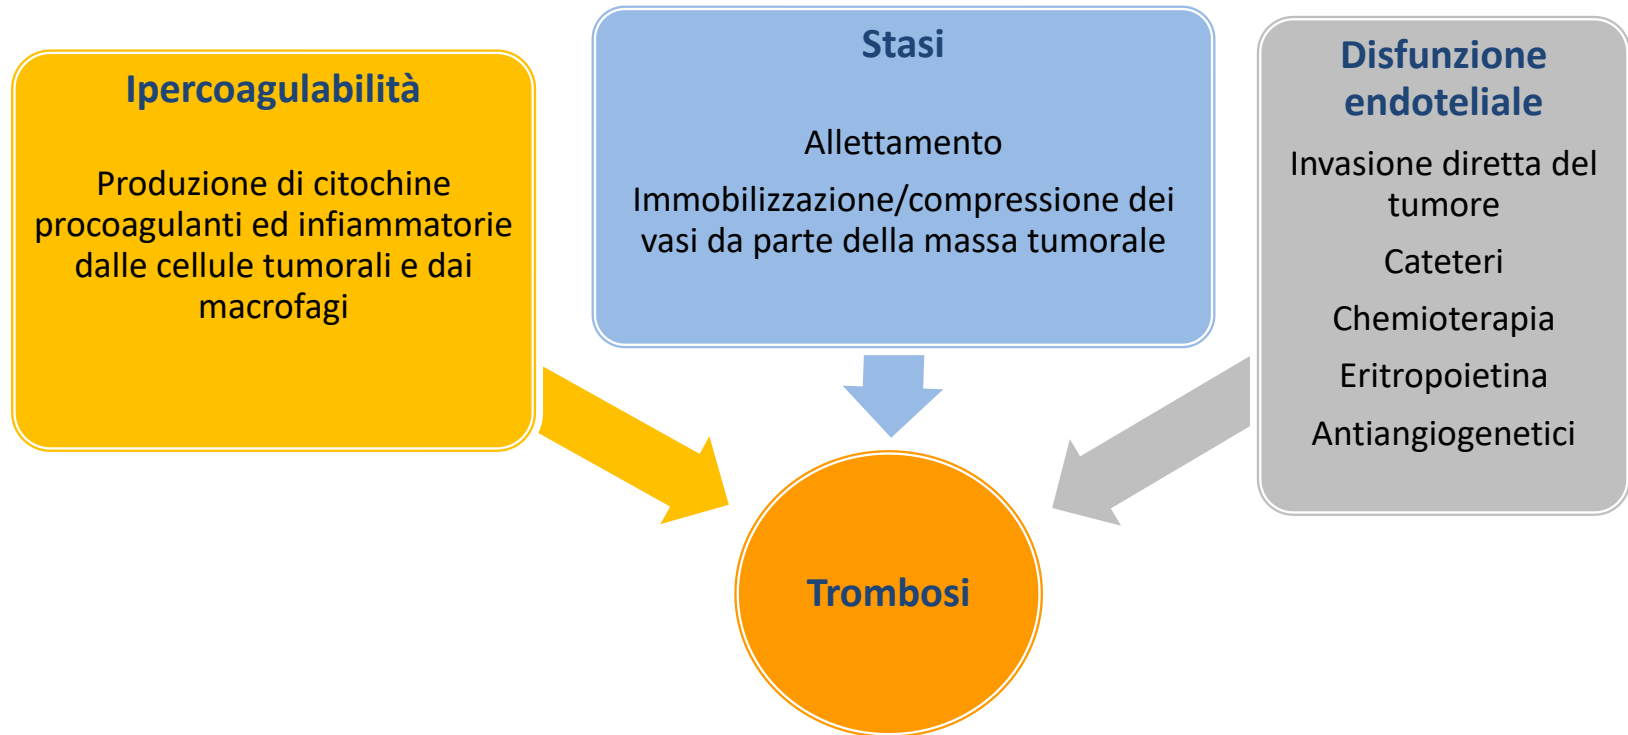 Ipercoagulabilità
Produzione di citochine
procoagulanti ed infiammatorie
dalle cellule tumorali e dai
macrofagi
Stasi
Allettamento
Immobilizzazione/compressione dei
vasi da parte della massa tumorale
Disfunzione
endoteliale
Invasione diretta del
tumore
Cateteri
Chemioterapia
Eritropoietina
Antiangiogenetici
Trombosi